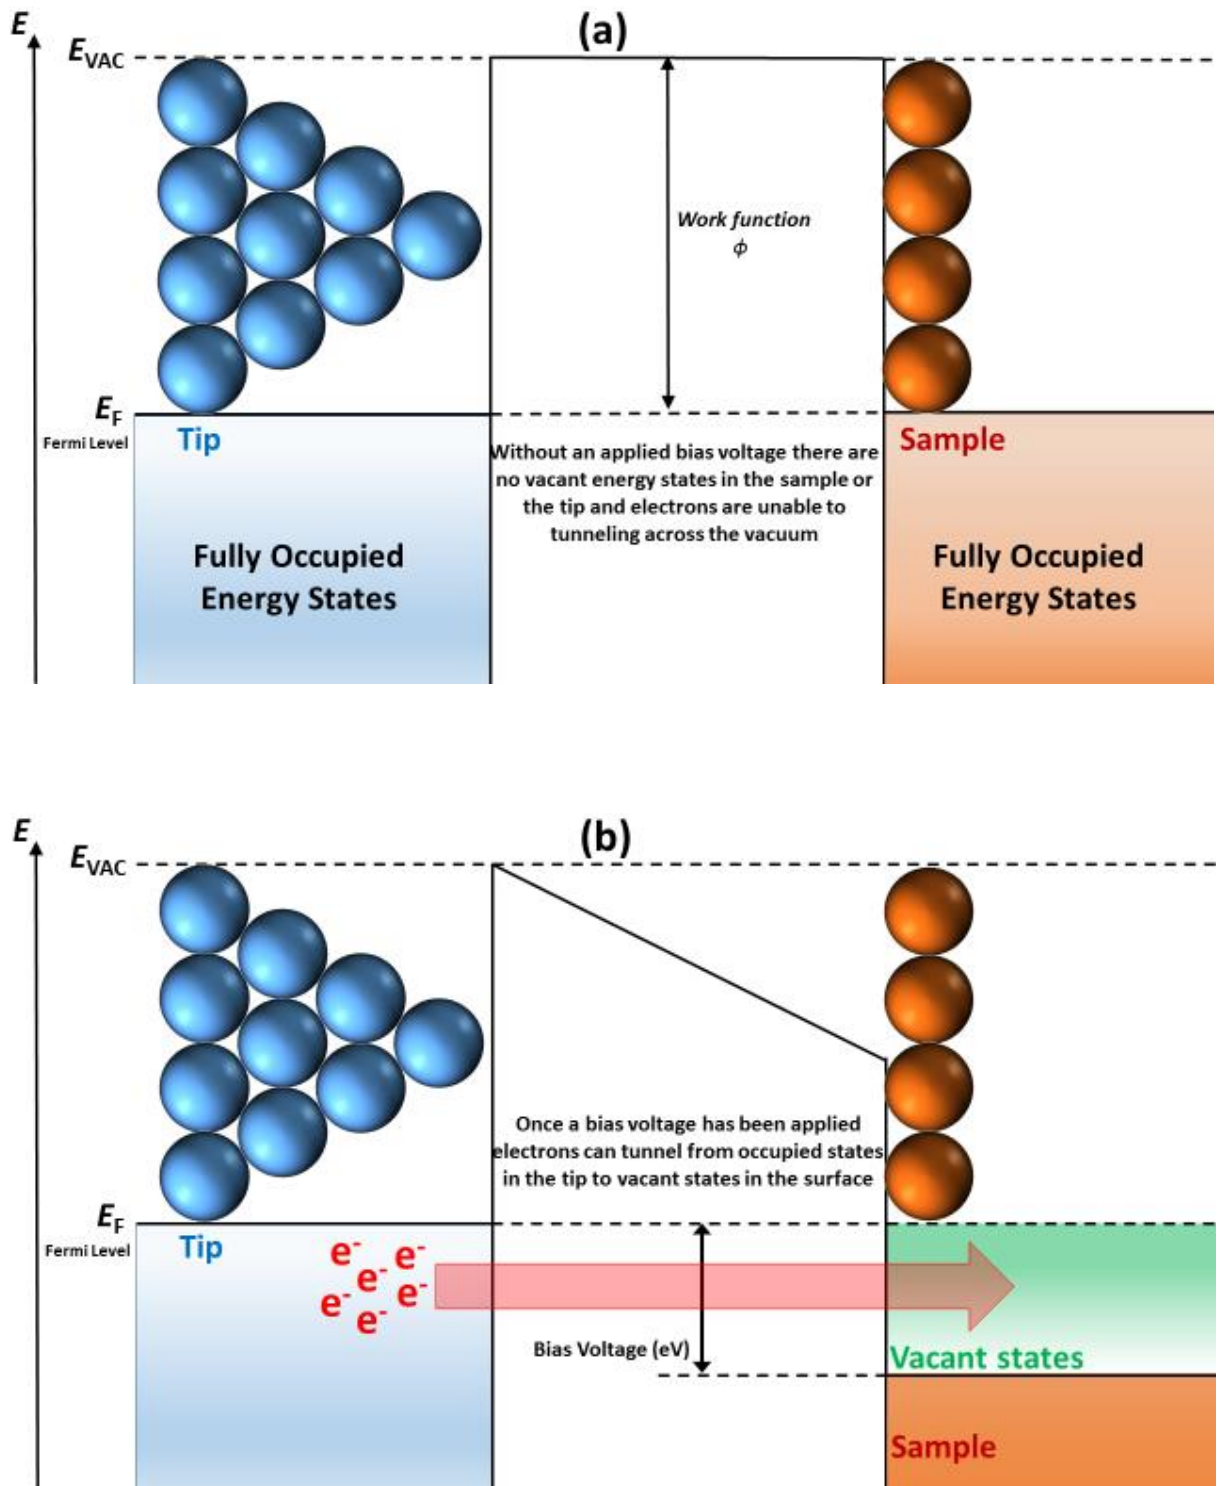 (a)
E
EVAC
Work function
ϕ
EF
Fermi Level
Tip
Sample
Without an applied bias voltage there are
no vacant energy states in the sample or
the tip and electrons are unable to
tunneling across the vacuum
Fully Occupied
Energy States
Fully Occupied
Energy States
(b)
E
EVAC
Once a bias voltage has been applied
electrons can tunnel from occupied states
in the tip to vacant states in the surface
EF
Fermi Level
Tip
e- e-
e- e-
e- e-
Bias Voltage (eV)
Vacant states
Sample